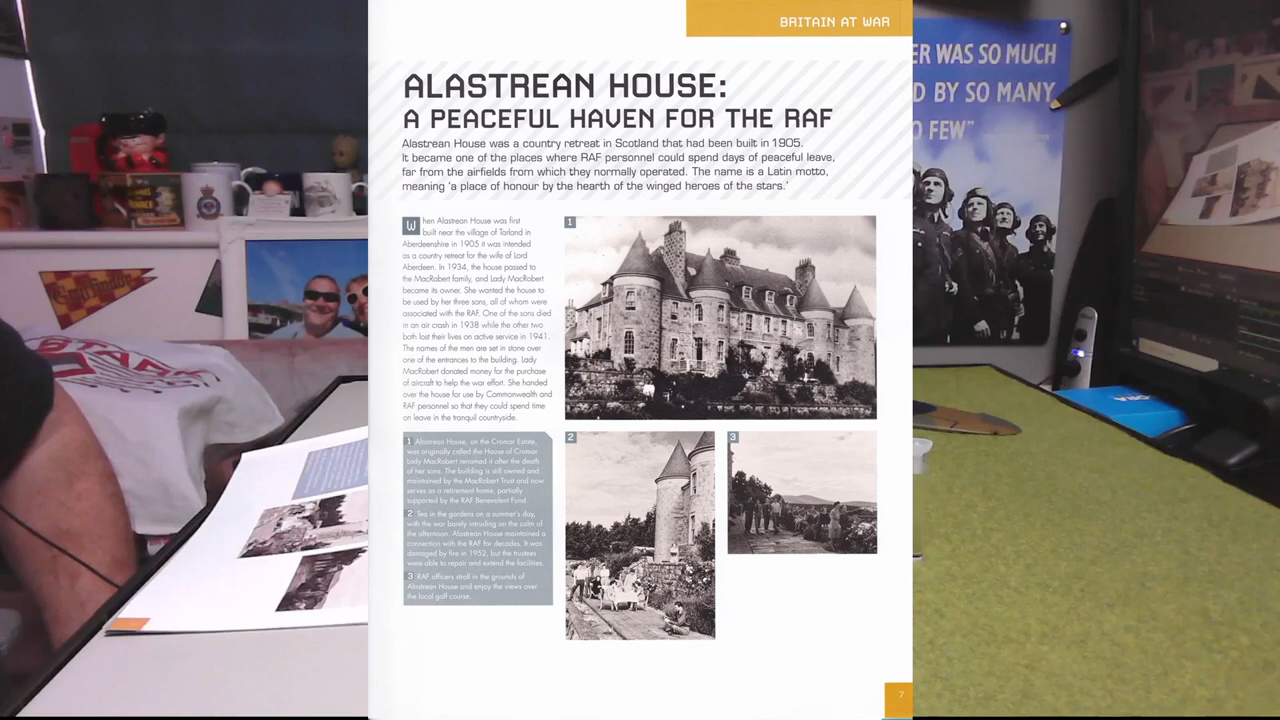 BRITAIN AT WAR
ALASTREAN HOUSE:
A PEACEFUL HAVEN FOR THE RAF
Alastrean House was a country retreat in Scotland that had been built in 1905.
It became one of the places where RAF personnel could spend days of peaceful leave,
far from the airfields from which they normally operated. The name is a Latin motto,
meaning 'a place of honour by the hearth of the winged heroes of the stars.'
When Alastrean House was first
built near the village of Tarland in
Aberdeenshire in 1905 it was intended
as a country retreat for the wife of Lord
Aberdeen. In 1934, the house passed to
the MacRobert family, and Lady MacRobert
became its owner. She wanted the house to
be used by her three sons, all of whom were
associated with the RAF. One of the sons died
in an air crash in 1938 while the other two
both lost their lives on active service in 1941.
The names of the men are set in stone over
one of the entrances to the building. Lady
MacRobert donated money for the purchase
of aircraft to help the war effort. She handed
over the house for use by Commonwealth and
RAF personnel so that they could spend time
on leave in the tranquil countryside.
1 Alastrean House, on the Cromar Estate,
was originally called the House of Cromar.
Lady MacRobert renamed it after the death
of her sons. The building is still owned and
maintained by the MacRobert Trust and now
serves as a retirement home, partially
supported by the RAF Benevolent Fund.
2 Tea in the gardens on a summer's day,
with the war barely intruding on the calm of
the afternoon. Alastrean House maintained a
connection with the RAF for decades. It was
damaged by fire in 1952, but the trustees
were able to repair and extend the facilities.
3 RAF officers stroll in the grounds of
Alastrean House and enjoy the views over
the local golf course.
1
2
3
7
ER WAS SO MUCH
D BY SO MANY
O FEW"
Gryffindor